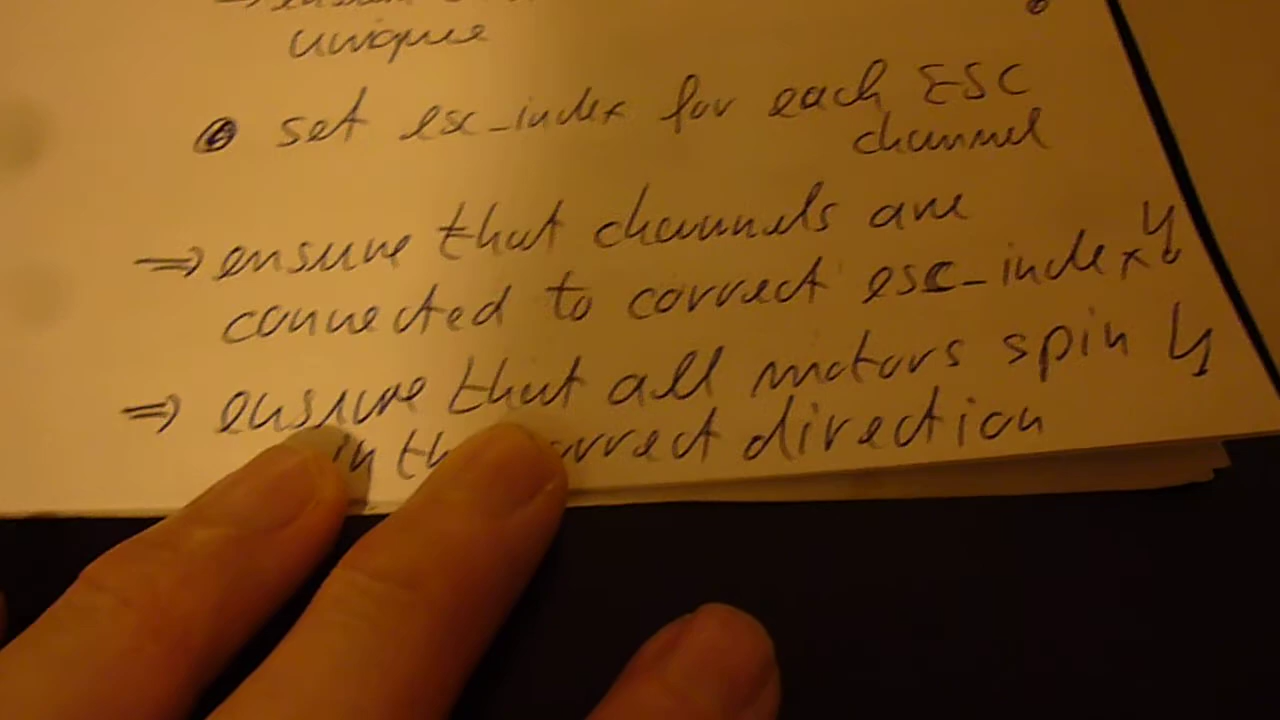 unique
set esc_index for each ESC
channel
⇒ ensure that channels are
connected to correct esc_index
⇒ ensure that all motors spin
in direction